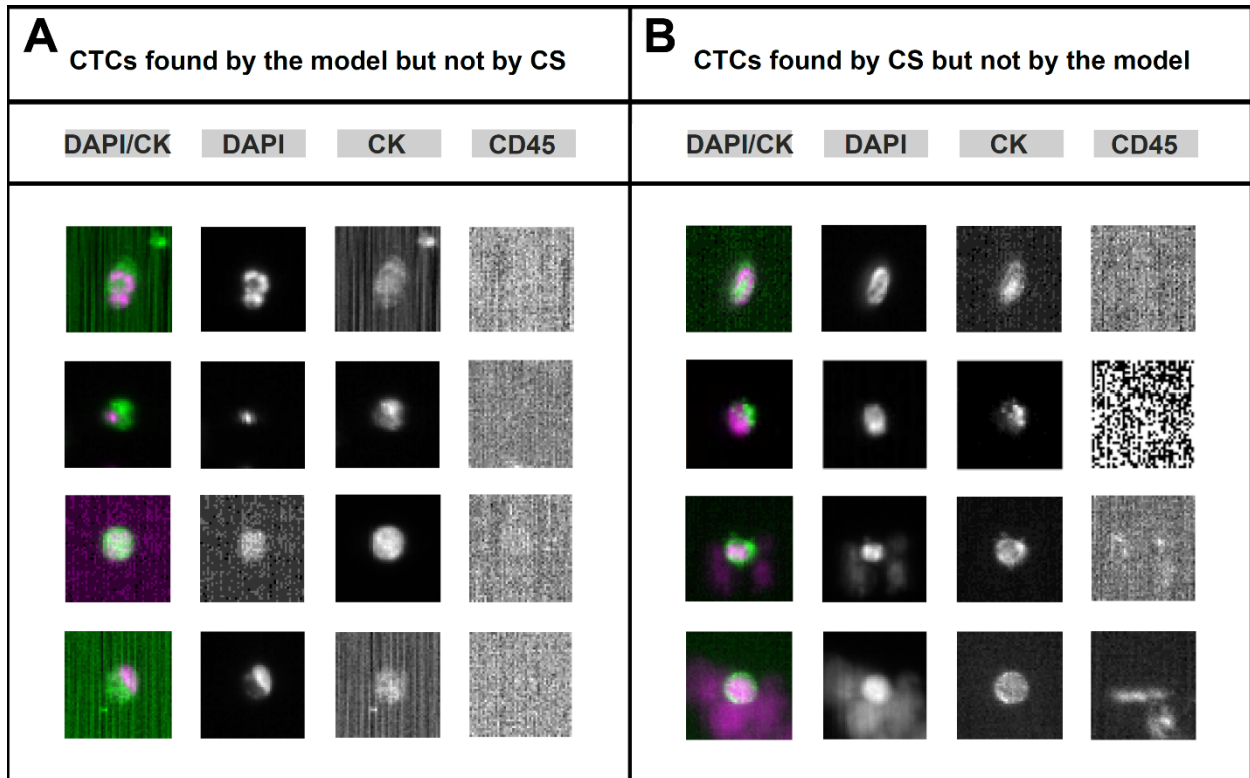 A
CTCs found by the model but not by CS
DAPI/CK DAPI CK CD45
B
CTCs found by CS but not by the model
DAPI/CK DAPI CK CD45